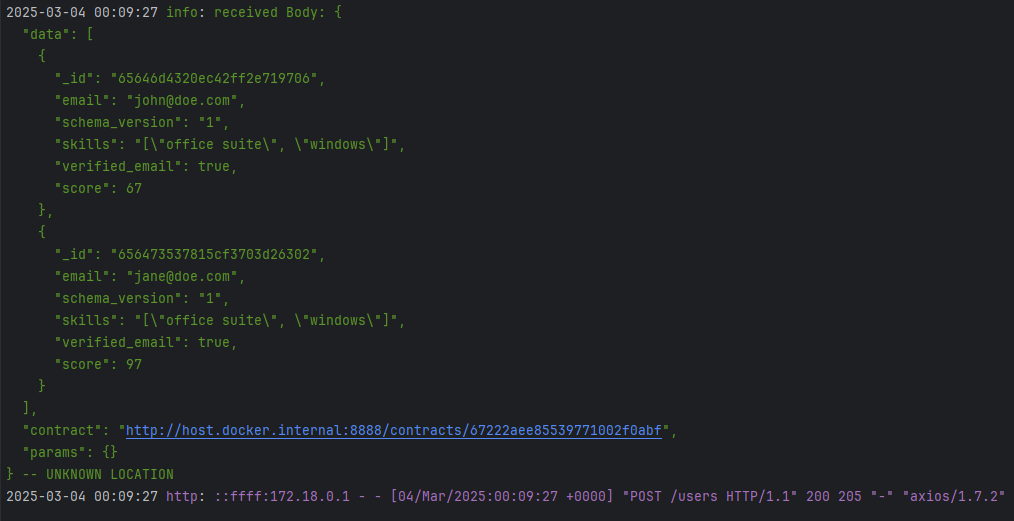 2025-03-04 00:09:27 info: received Body: {
  "data": [
    {
      "_id": "65646d4320ec42ff2e719706",
      "email": "john@doe.com",
      "schema_version": "1",
      "skills": "[\"office suite\", \"windows\"]",
      "verified_email": true,
      "score": 67
    },
    {
      "_id": "656473537815cf3703d26302",
      "email": "jane@doe.com",
      "schema_version": "1",
      "skills": "[\"office suite\", \"windows\"]",
      "verified_email": true,
      "score": 97
    }
  ],
  "contract": "http://host.docker.internal:8888/contracts/67222aee85539771002f0abf",
  "params": {}
} -- UNKNOWN LOCATION
2025-03-04 00:09:27 http: ::ffff:172.18.0.1 - - [04/Mar/2025:00:09:27 +0000] "POST /users HTTP/1.1" 200 205 "-" "axios/1.7.2"